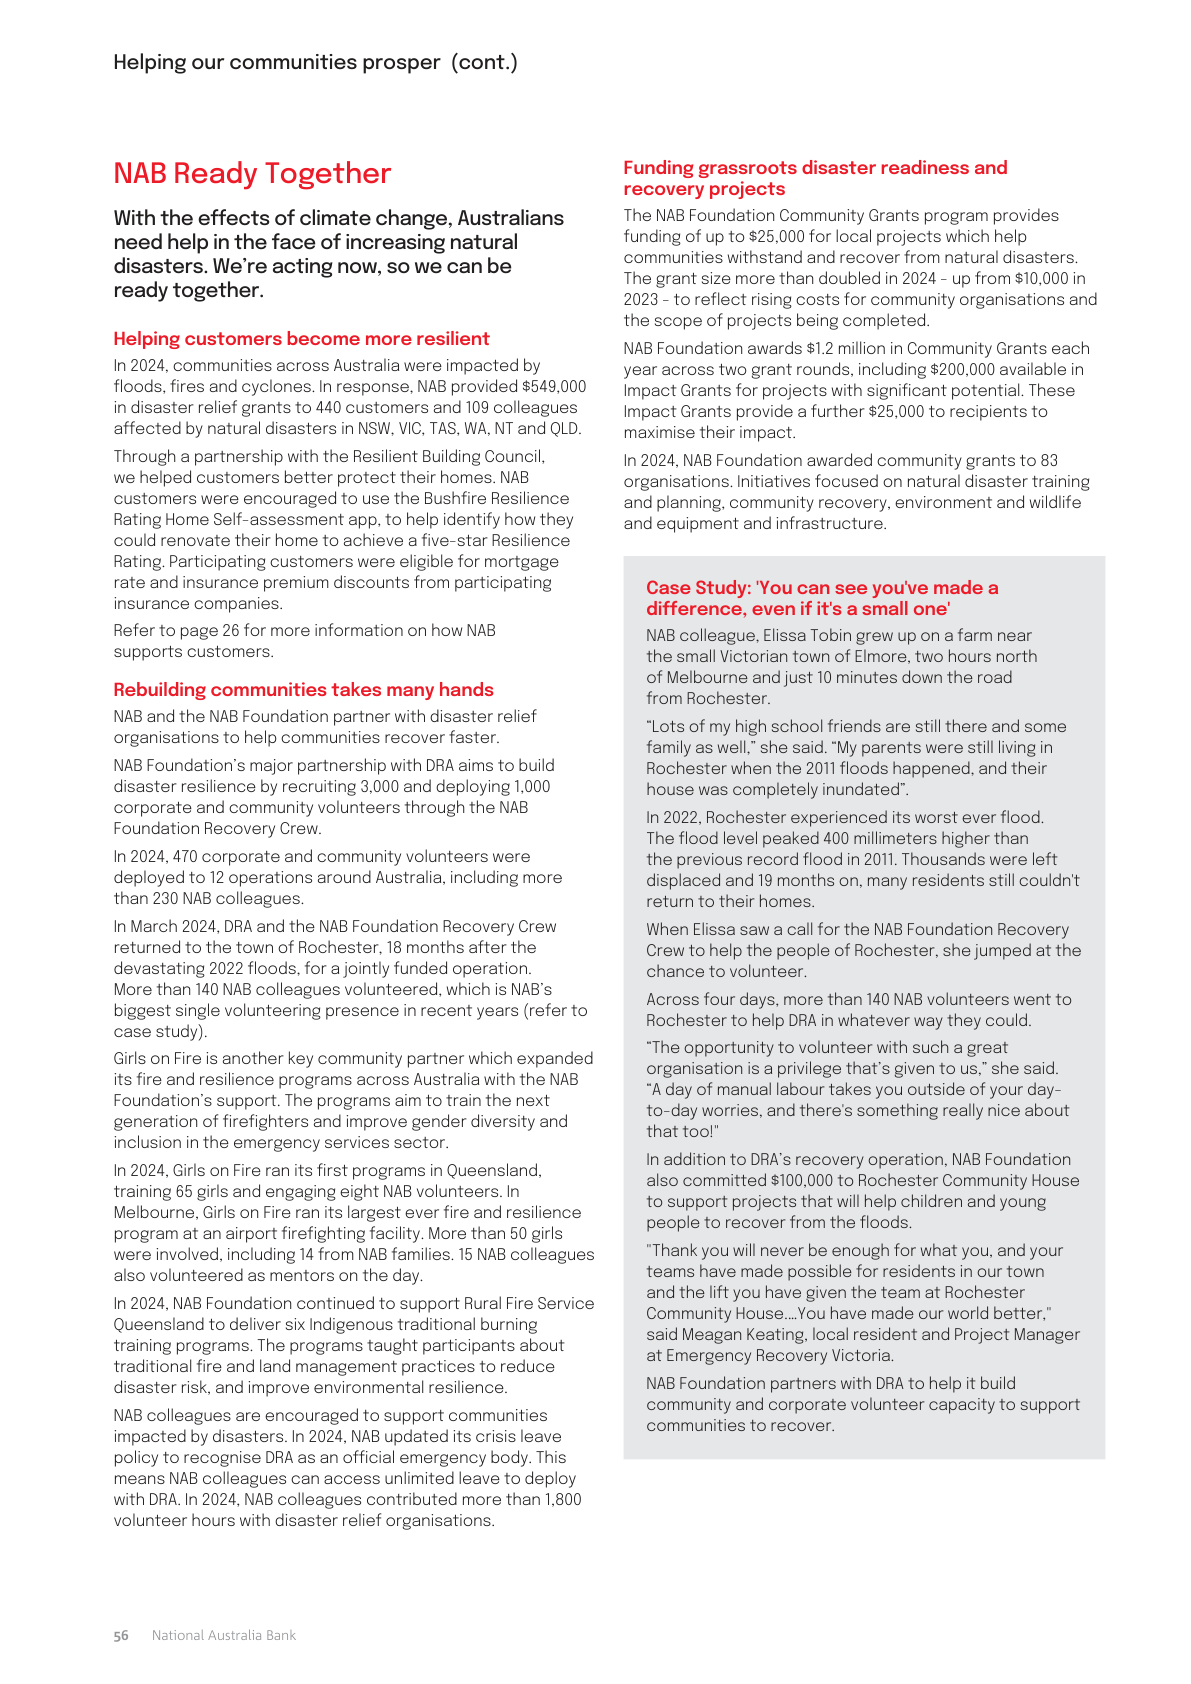 Helping our communities prosper (cont.)
NAB Ready Together
With the effects of climate change, Australians
need help in the face of increasing natural
disasters. We’re acting now, so we can be
ready together.
Helping customers become more resilient
In 2024, communities across Australia were impacted by
floods, fires and cyclones. In response, NAB provided $549,000
in disaster relief grants to 440 customers and 109 colleagues
affected by natural disasters in NSW, VIC, TAS, WA, NT and QLD.
Through a partnership with the Resilient Building Council,
we helped customers better protect their homes. NAB
customers were encouraged to use the Bushfire Resilience
Rating Home Self-assessment app, to help identify how they
could renovate their home to achieve a five-star Resilience
Rating. Participating customers were eligible for mortgage
rate and insurance premium discounts from participating
insurance companies.
Refer to page 26 for more information on how NAB
supports customers.
Rebuilding communities takes many hands
NAB and the NAB Foundation partner with disaster relief
organisations to help communities recover faster.
NAB Foundation’s major partnership with DRA aims to build
disaster resilience by recruiting 3,000 and deploying 1,000
corporate and community volunteers through the NAB
Foundation Recovery Crew.
In 2024, 470 corporate and community volunteers were
deployed to 12 operations around Australia, including more
than 230 NAB colleagues.
In March 2024, DRA and the NAB Foundation Recovery Crew
returned to the town of Rochester, 18 months after the
devastating 2022 floods, for a jointly funded operation.
More than 140 NAB colleagues volunteered, which is NAB’s
biggest single volunteering presence in recent years (refer to
case study).
Girls on Fire is another key community partner which expanded
its fire and resilience programs across Australia with the NAB
Foundation’s support. The programs aim to train the next
generation of firefighters and improve gender diversity and
inclusion in the emergency services sector.
In 2024, Girls on Fire ran its first programs in Queensland,
training 65 girls and engaging eight NAB volunteers. In
Melbourne, Girls on Fire ran its largest ever fire and resilience
program at an airport firefighting facility. More than 50 girls
were involved, including 14 from NAB families. 15 NAB colleagues
also volunteered as mentors on the day.
In 2024, NAB Foundation continued to support Rural Fire Service
Queensland to deliver six Indigenous traditional burning
training programs. The programs taught participants about
traditional fire and land management practices to reduce
disaster risk, and improve environmental resilience.
NAB colleagues are encouraged to support communities
impacted by disasters. In 2024, NAB updated its crisis leave
policy to recognise DRA as an official emergency body. This
means NAB colleagues can access unlimited leave to deploy
with DRA. In 2024, NAB colleagues contributed more than 1,800
volunteer hours with disaster relief organisations.
Funding grassroots disaster readiness and
recovery projects
The NAB Foundation Community Grants program provides
funding of up to $25,000 for local projects which help
communities withstand and recover from natural disasters.
The grant size more than doubled in 2024 - up from $10,000 in
2023 - to reflect rising costs for community organisations and
the scope of projects being completed.
NAB Foundation awards $1.2 million in Community Grants each
year across two grant rounds, including $200,000 available in
Impact Grants for projects with significant potential. These
Impact Grants provide a further $25,000 to recipients to
maximise their impact.
In 2024, NAB Foundation awarded community grants to 83
organisations. Initiatives focused on natural disaster training
and planning, community recovery, environment and wildlife
and equipment and infrastructure.
Case Study: 'You can see you've made a
difference, even if it's a small one'
NAB colleague, Elissa Tobin grew up on a farm near
the small Victorian town of Elmore, two hours north
of Melbourne and just 10 minutes down the road
from Rochester.
“Lots of my high school friends are still there and some
family as well,” she said. “My parents were still living in
Rochester when the 2011 floods happened, and their
house was completely inundated”.
In 2022, Rochester experienced its worst ever flood.
The flood level peaked 400 millimeters higher than
the previous record flood in 2011. Thousands were left
displaced and 19 months on, many residents still couldn't
return to their homes.
When Elissa saw a call for the NAB Foundation Recovery
Crew to help the people of Rochester, she jumped at the
chance to volunteer.
Across four days, more than 140 NAB volunteers went to
Rochester to help DRA in whatever way they could.
“The opportunity to volunteer with such a great
organisation is a privilege that’s given to us,” she said.
“A day of manual labour takes you outside of your day-
to-day worries, and there's something really nice about
that too!"
In addition to DRA’s recovery operation, NAB Foundation
also committed $100,000 to Rochester Community House
to support projects that will help children and young
people to recover from the floods.
"Thank you will never be enough for what you, and your
teams have made possible for residents in our town
and the lift you have given the team at Rochester
Community House.…You have made our world better,"
said Meagan Keating, local resident and Project Manager
at Emergency Recovery Victoria.
NAB Foundation partners with DRA to help it build
community and corporate volunteer capacity to support
communities to recover.
56 National Australia Bank